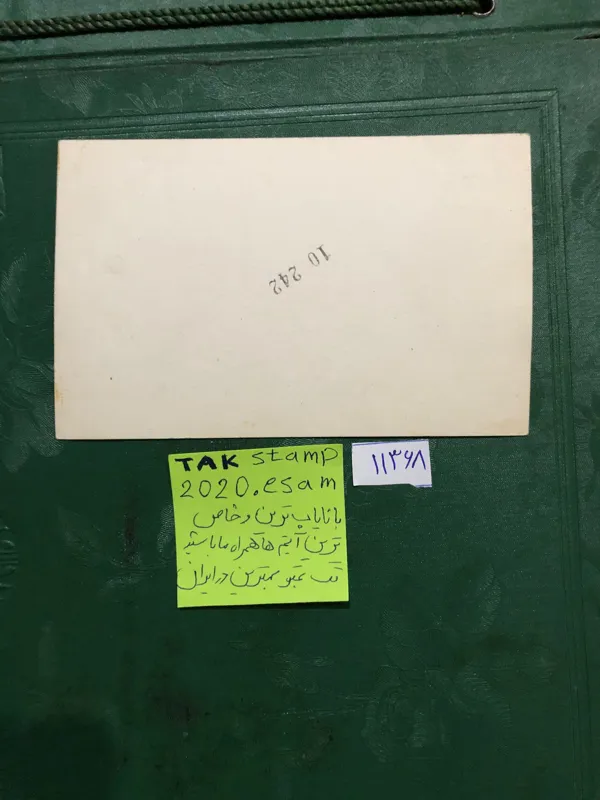 10 242
TAK stamp
2020.esam
با نایاب ترین و خاص
ترین آیتم ها همراه ما باشید
تک تمبر بهترین در ایران
۱۱۳۶۸